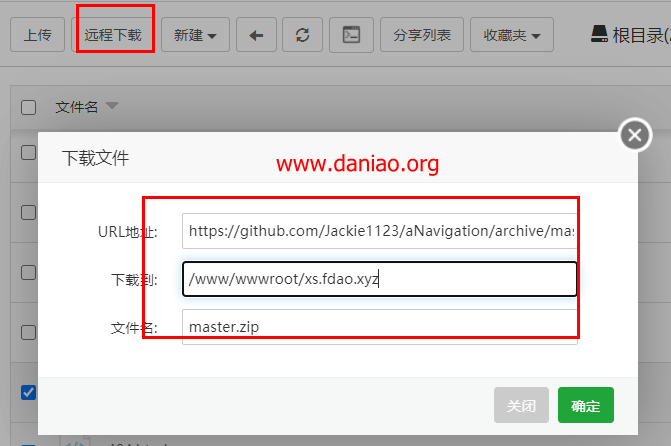 上传 远程下载 新建 分享列表 收藏夹 根目录(
文件名
下载文件
www.daniao.org
URL地址: https://github.com/Jackie1123/aNavigation/archive/mas
下载到: /www/wwwroot/xs.fdao.xyz
文件名: master.zip
关闭 确定